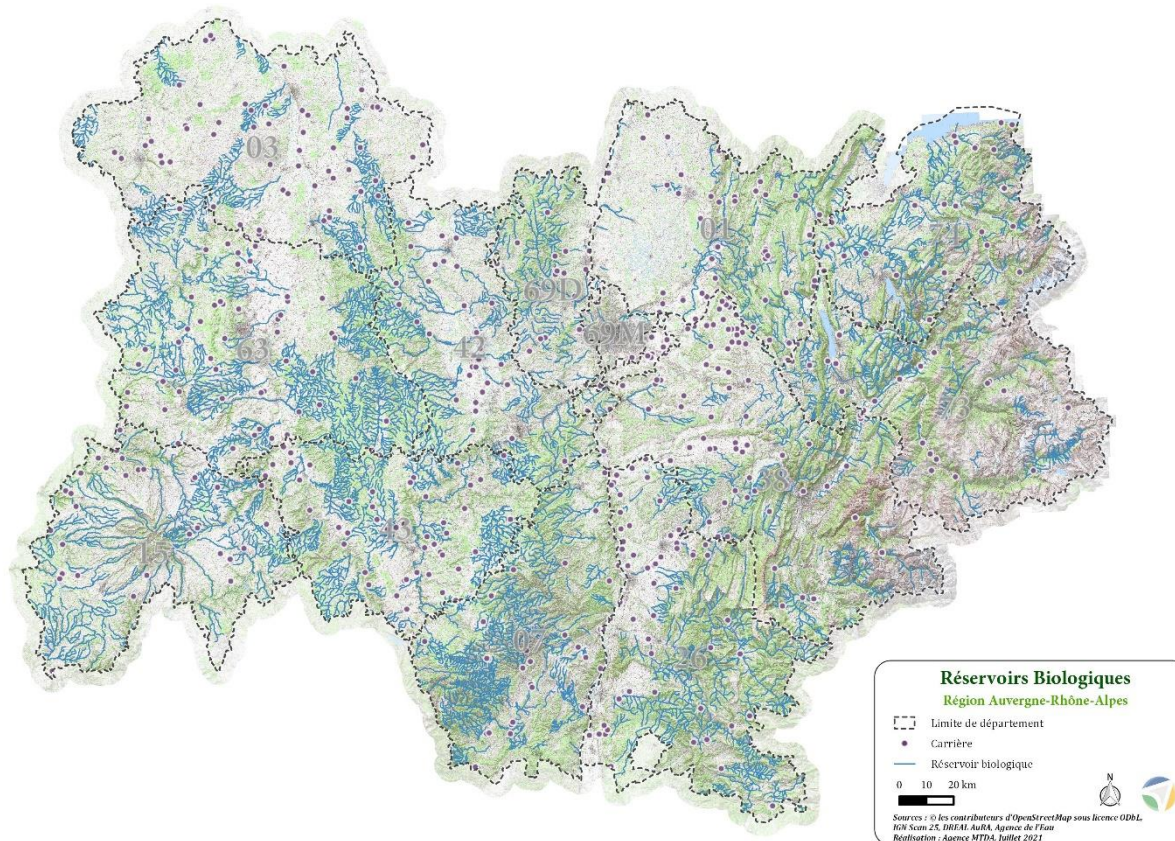 03
01
74
69D
69M
63
42
73
38
43
15
07
26
Réservoirs Biologiques
Région Auvergne-Rhône-Alpes
Limite de département
Carrière
Réservoir biologique
0 10 20 km
N
Sources : © les contributeurs d'OpenStreetMap sous licence ODbL,
IGN Scan 25, DREAL AuRA, Agence de l'Eau
Réalisation : Agence MTDA, Juillet 2021